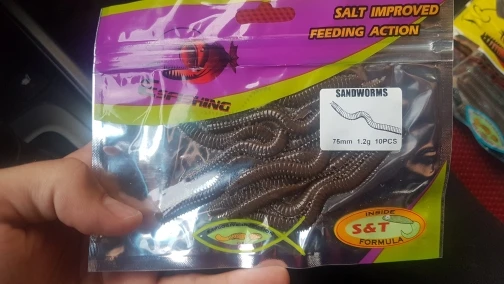 SALT IMPROVED
FEEDING ACTION
SANDWORMS
75mm 1.2g 10PCS
INSIDE
S&T
FORMULA